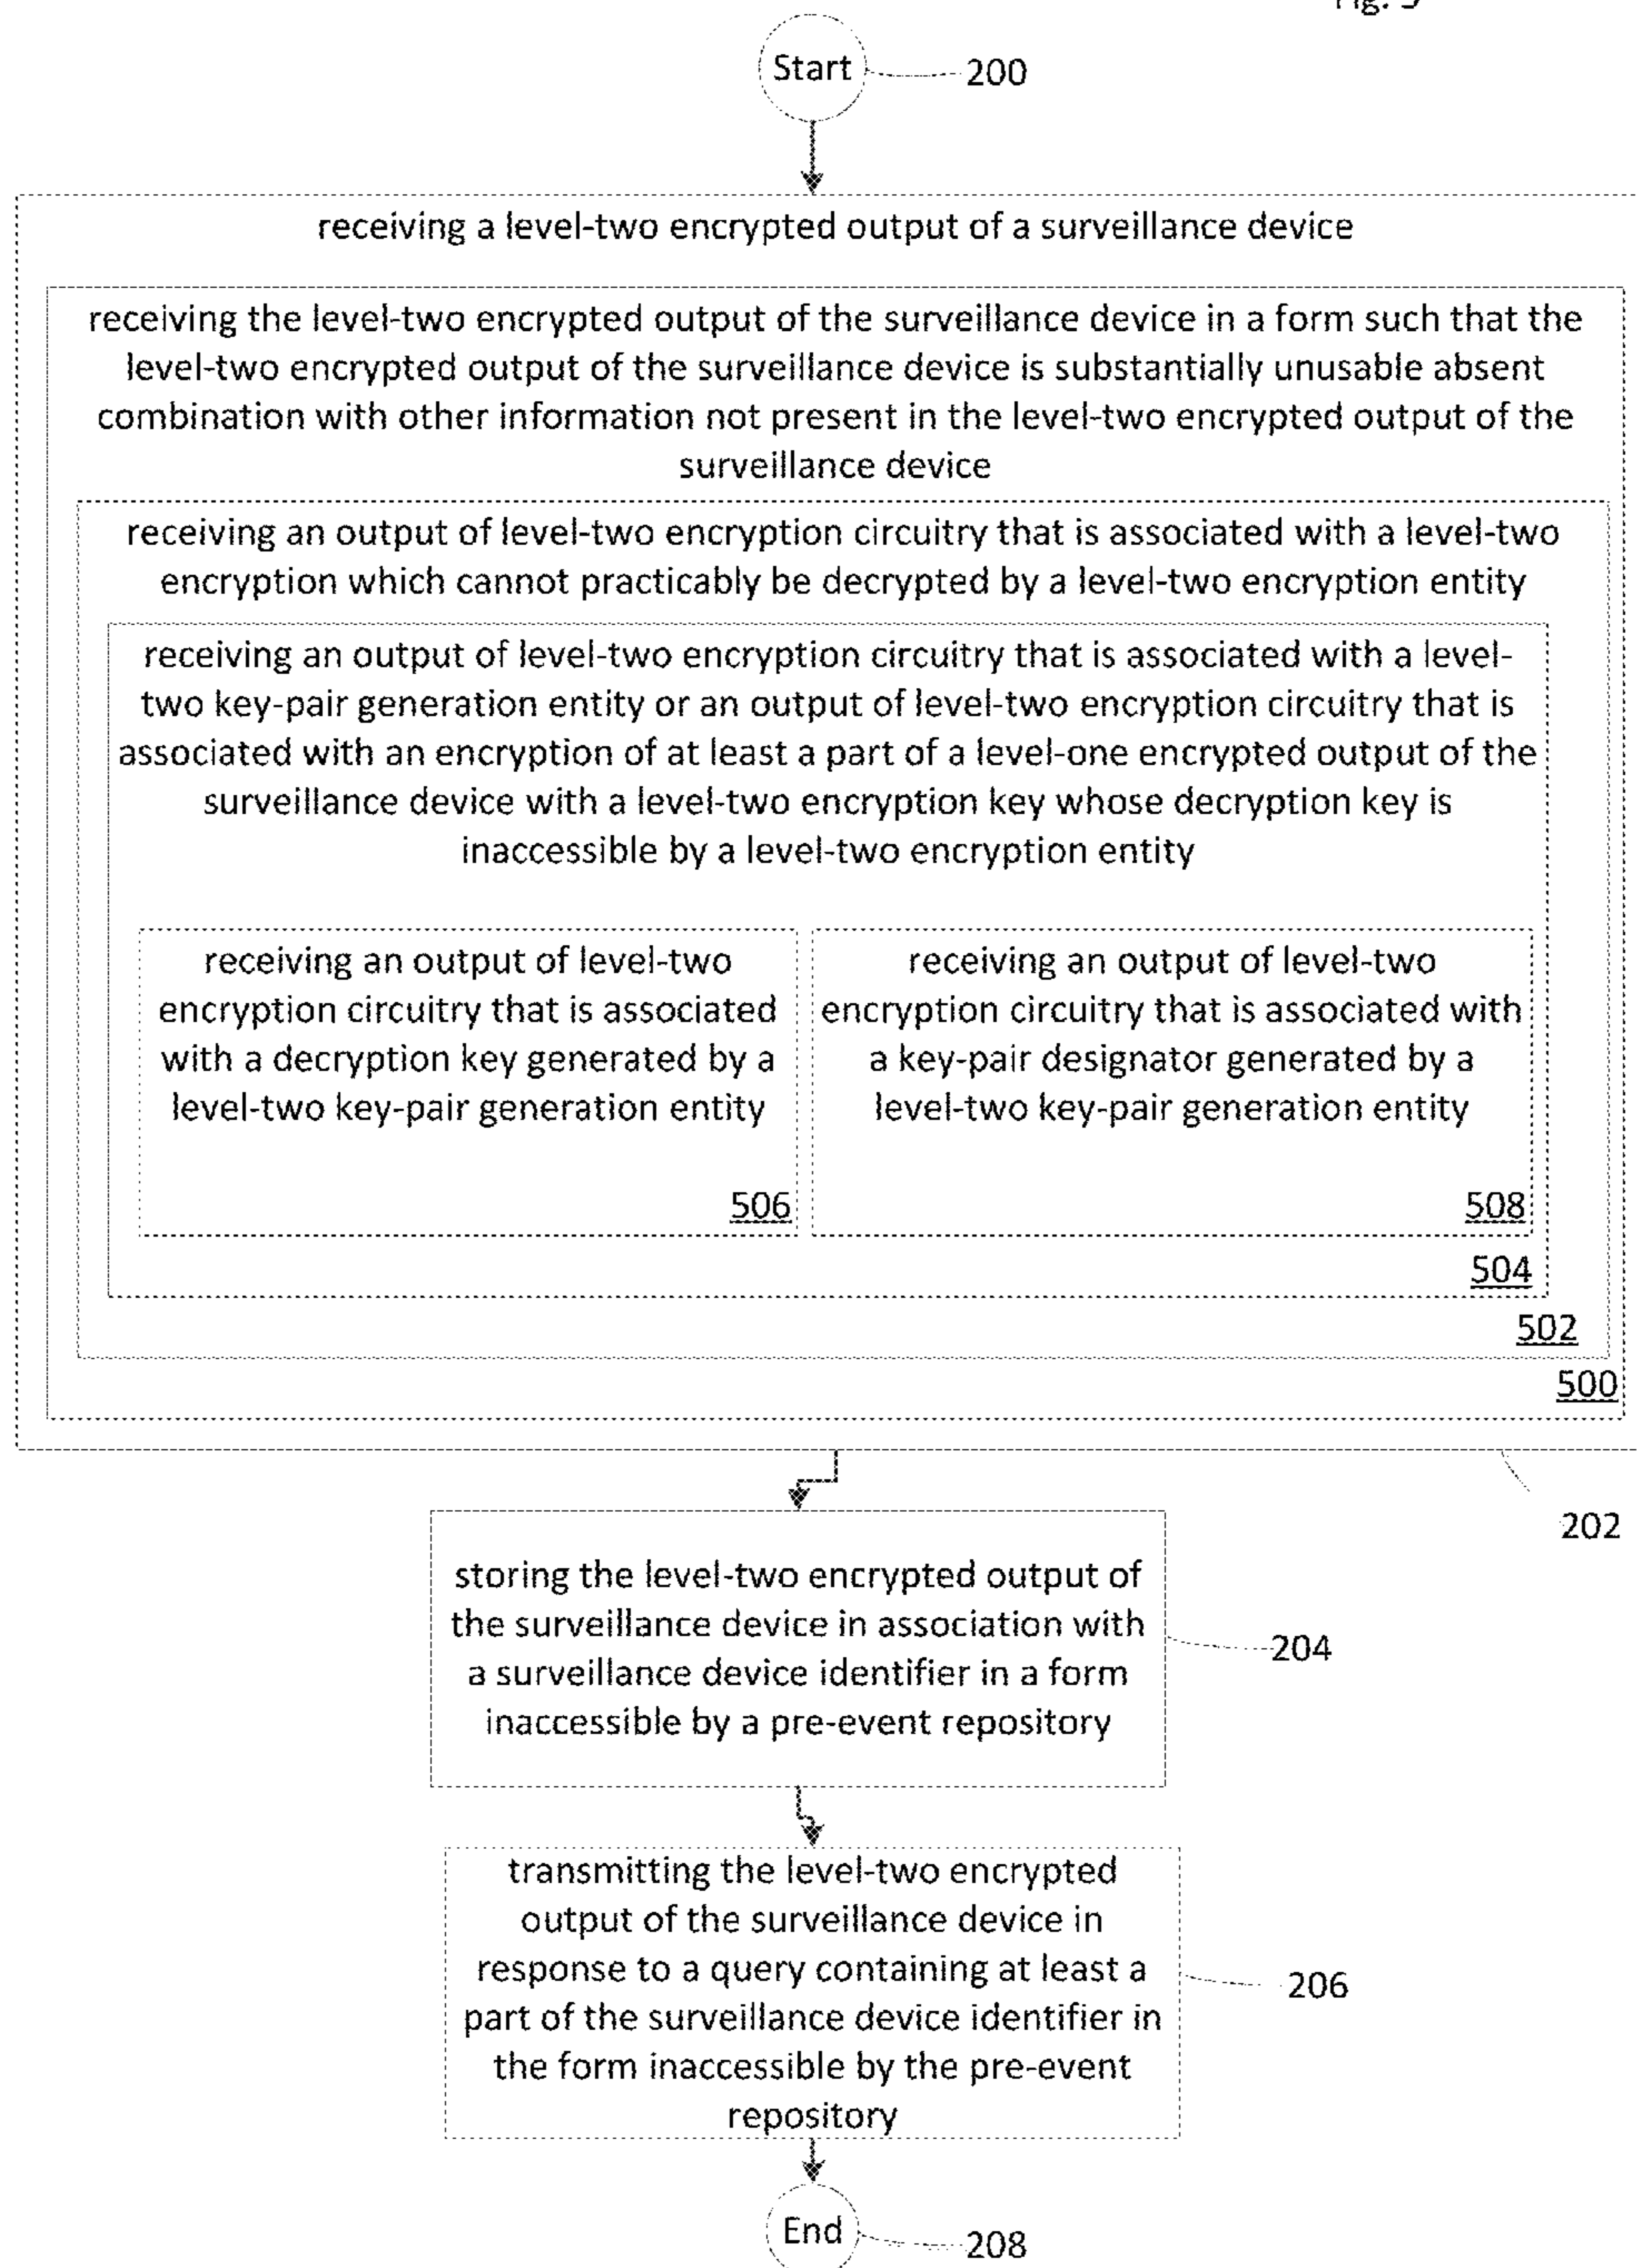 Start
200
receiving a level-two encrypted output of a surveillance device
receiving the level-two encrypted output of the surveillance device in a form such that the
level-two encrypted output of the surveillance device is substantially unusable absent
combination with other information not present in the level-two encrypted output of the
surveillance device
receiving an output of level-two encryption circuitry that is associated with a level-two
encryption which cannot practicably be decrypted by a level-two encryption entity
receiving an output of level-two encryption circuitry that is associated with a level-
two key-pair generation entity or an output of level-two encryption circuitry that is
associated with an encryption of at least a part of a level-one encrypted output of the
surveillance device with a level-two encryption key whose decryption key is
inaccessible by a level-two encryption entity
receiving an output of level-two
encryption circuitry that is associated
with a decryption key generated by a
level-two key-pair generation entity
506
receiving an output of level-two
encryption circuitry that is associated with
a key-pair designator generated by a
level-two key-pair generation entity
508
504
502
500
202
storing the level-two encrypted output of
the surveillance device in association with
a surveillance device identifier in a form
inaccessible by a pre-event repository
204
transmitting the level-two encrypted
output of the surveillance device in
response to a query containing at least a
part of the surveillance device identifier in
the form inaccessible by the pre-event
repository
206
End
208